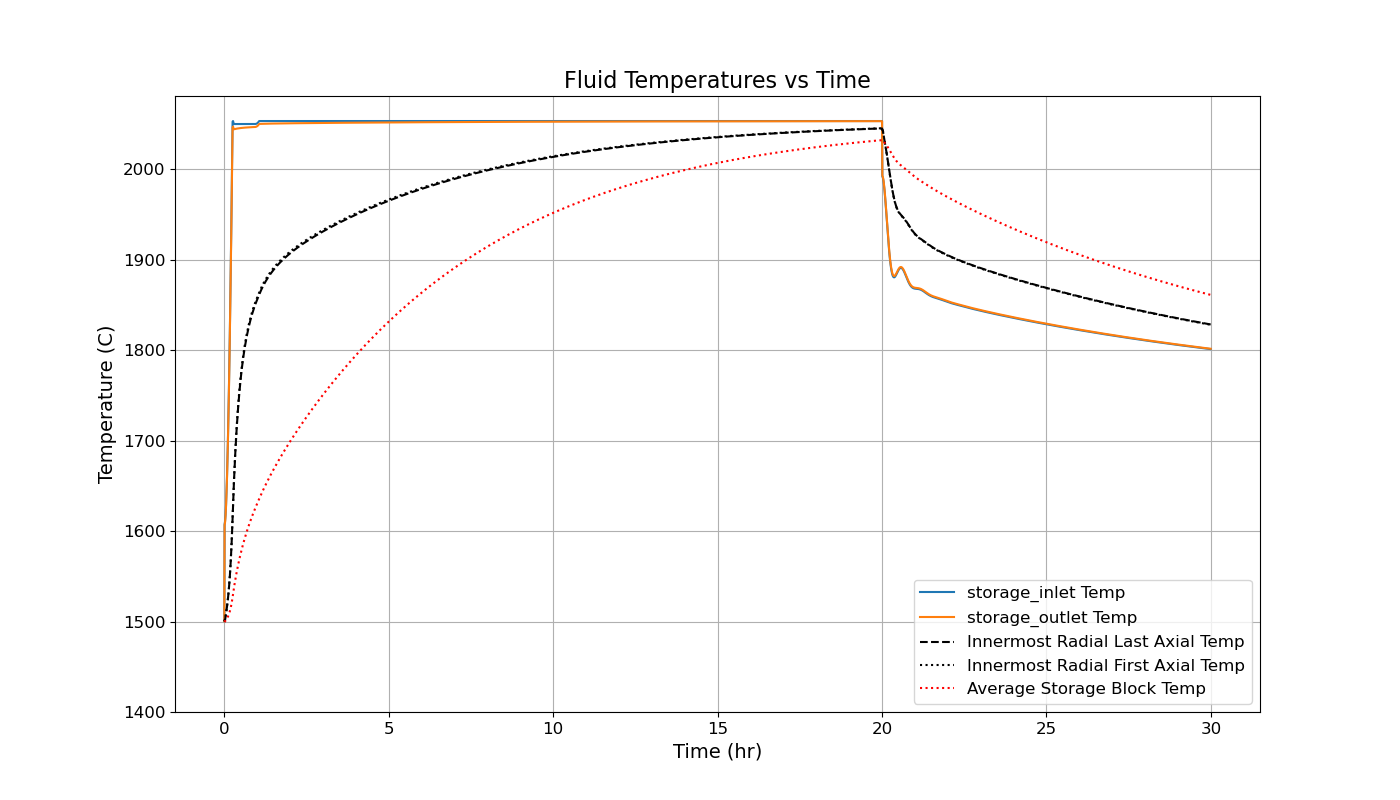 Fluid Temperatures vs Time
Temperature (C)
2000
1900
1800
1700
1600
1500
1400
0 5 10 15 20 25 30
Time (hr)
storage_inlet Temp
storage_outlet Temp
Innermost Radial Last Axial Temp
Innermost Radial First Axial Temp
Average Storage Block Temp